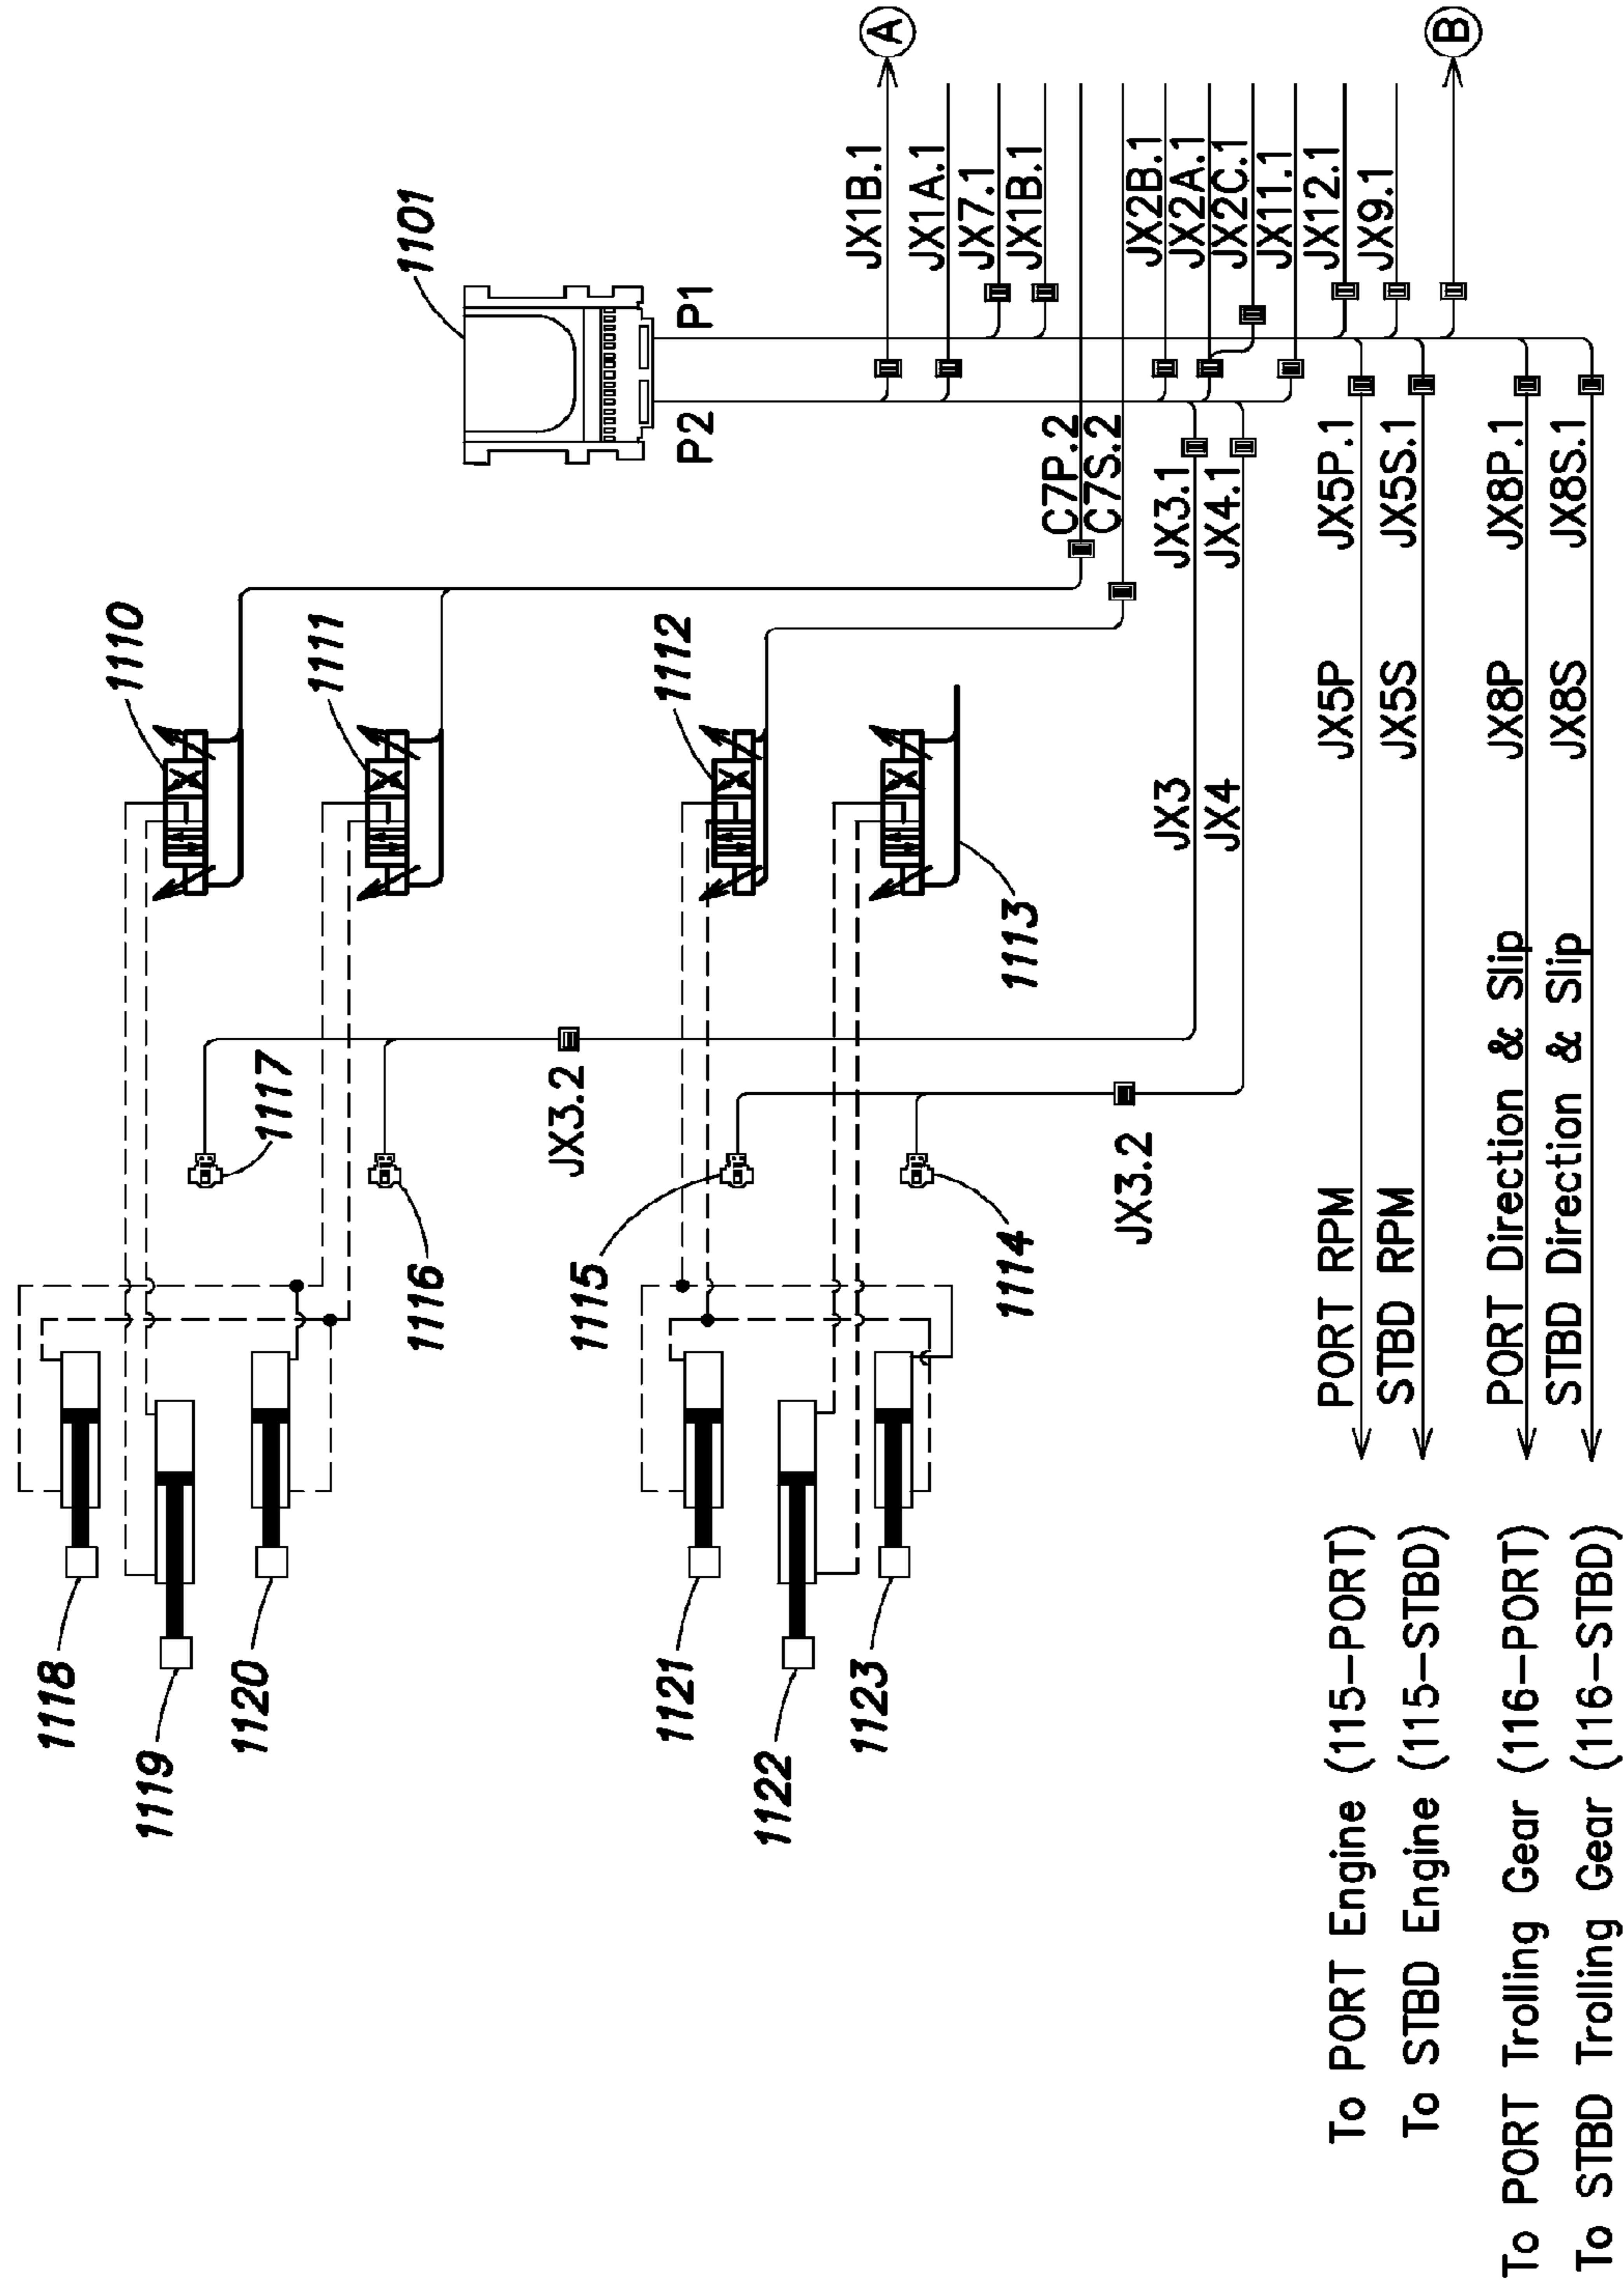 1118
1119
1120
1121
1122
1123
1117
1116
1115
1114
1110
1111
1112
1113
1101
P2
P1
JX3.2
JX3.2
JX3
JX4
JX3.1
JX4.1
C7P.2
C7S.2
JX1B.1
JX1A.1
JX7.1
JX1B.1
JX2B.1
JX2A.1
JX2C.1
JX11.1
JX12.1
JX9.1
A
B
To PORT Engine (115–PORT) PORT RPM JX5P JX5P.1
To STBD Engine (115–STBD) STBD RPM JX5S JX5S.1
To PORT Trolling Gear (116–PORT) PORT Direction & Slip JX8P JX8P.1
To STBD Trolling Gear (116–STBD) STBD Direction & Slip JX8S JX8S.1